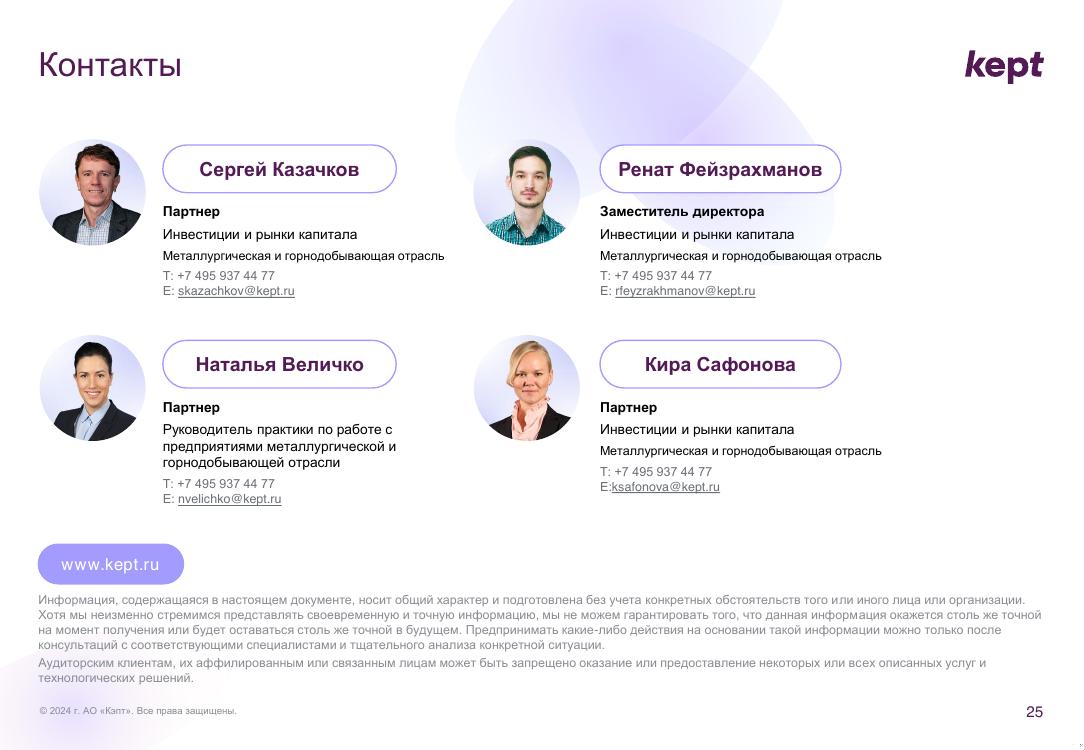 Контакты
kept
Сергей Казачков
Партнер
Инвестиции и рынки капитала
Металлургическая и горнодобывающая отрасль
T: +7 495 937 44 77
E: skazachkov@kept.ru
Ренат Фейзрахманов
Заместитель директора
Инвестиции и рынки капитала
Металлургическая и горнодобывающая отрасль
T: +7 495 937 44 77
E: rfeyzrakhmanov@kept.ru
Наталья Величко
Партнер
Руководитель практики по работе с
предприятиями металлургической и
горнодобывающей отрасли
T: +7 495 937 44 77
E: nvelichko@kept.ru
Кира Сафонова
Партнер
Инвестиции и рынки капитала
Металлургическая и горнодобывающая отрасль
T: +7 495 937 44 77
E:ksafonova@kept.ru
www.kept.ru
Информация, содержащаяся в настоящем документе, носит общий характер и подготовлена без учета конкретных обстоятельств того или иного лица или организации.
Хотя мы неизменно стремимся представлять своевременную и точную информацию, мы не можем гарантировать того, что данная информация окажется столь же точной
на момент получения или будет оставаться столь же точной в будущем. Предпринимать какие-либо действия на основании такой информации можно только после
консультаций с соответствующими специалистами и тщательного анализа конкретной ситуации.
Аудиторским клиентам, их аффилированным или связанным лицам может быть запрещено оказание или предоставление некоторых или всех описанных услуг и
технологических решений.
© 2024 г. АО «Кэпт». Все права защищены.
25